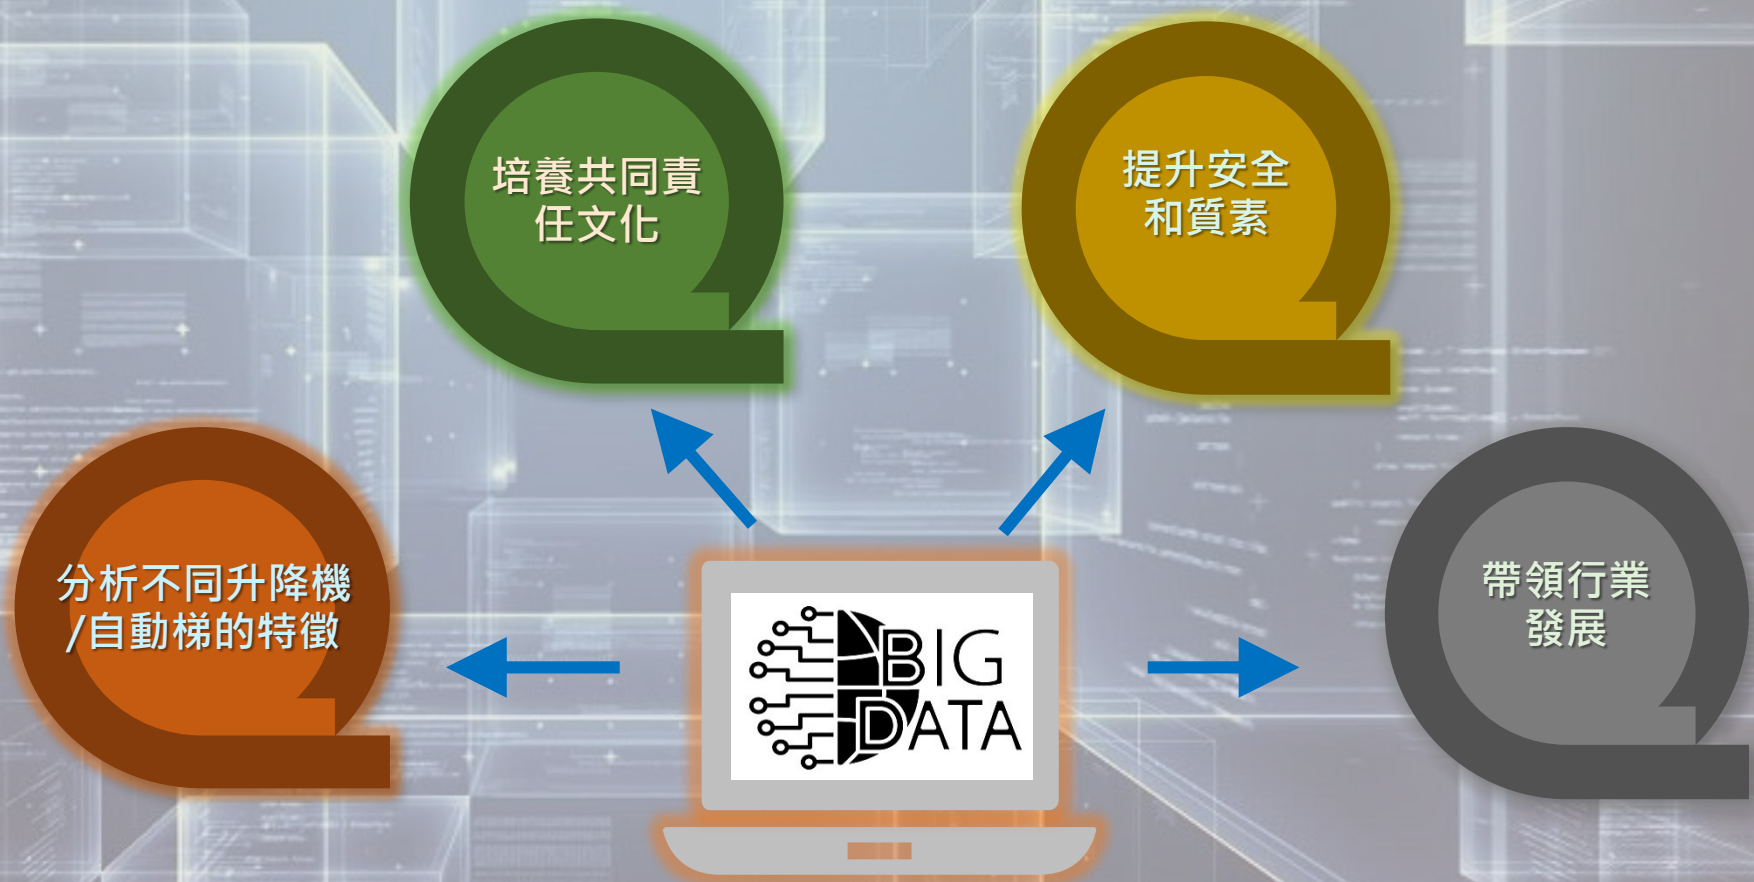 培養共同責
任文化
提升安全
和質素
分析不同升降機
/自動梯的特徵
帶領行業
發展
BIG
DATA